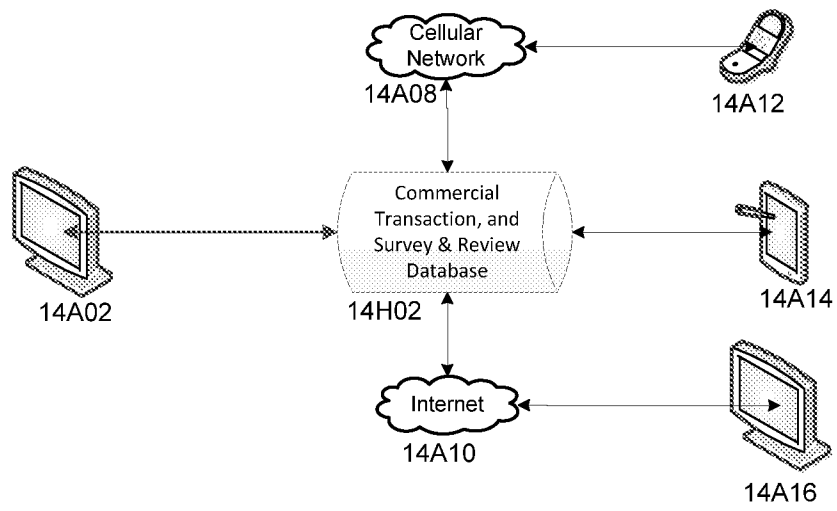 Cellular
Network
14A08
14A12
Commercial
Transaction, and
Survey & Review
Database
14A02
14H02
14A14
Internet
14A10
14A16